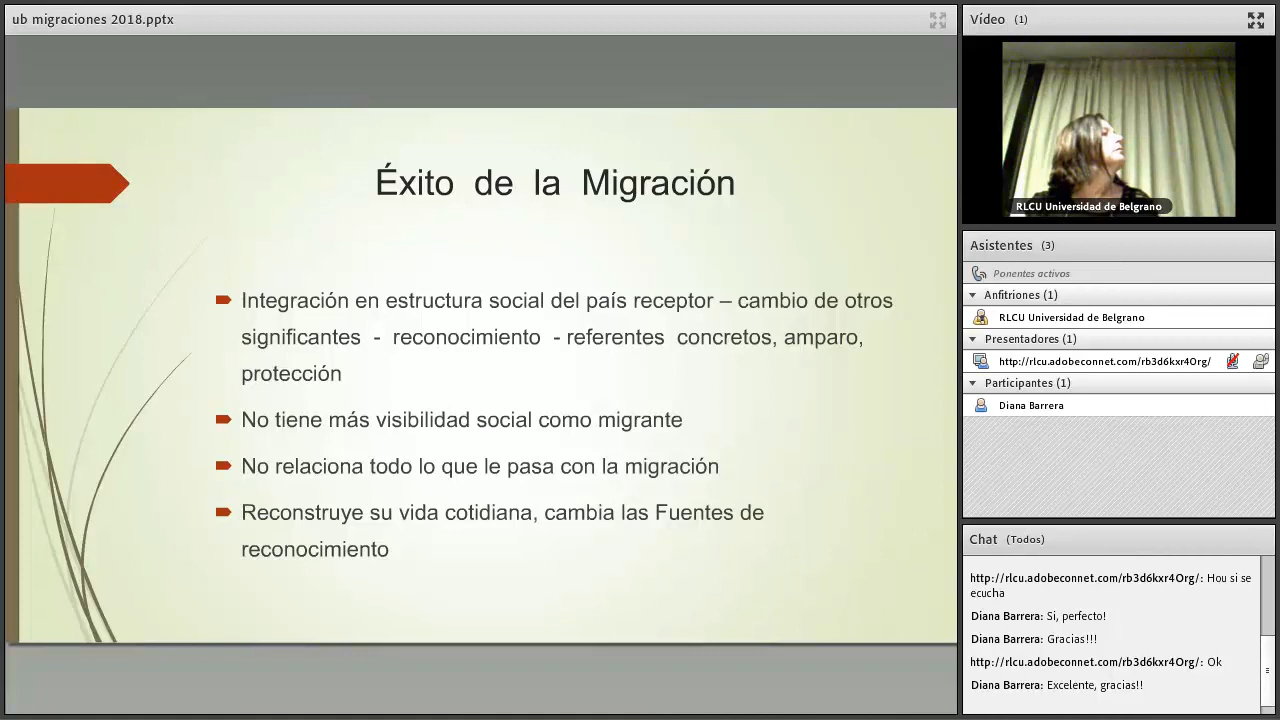 ub migraciones 2018.pptx
Éxito de la Migración
Integración en estructura social del país receptor – cambio de otros
significantes - reconocimiento - referentes concretos, amparo,
protección
No tiene más visibilidad social como migrante
No relaciona todo lo que le pasa con la migración
Reconstruye su vida cotidiana, cambia las Fuentes de
reconocimiento
Vídeo (1)
RLCU Universidad de Belgrano
Asistentes (3)
Ponentes activos
Anfitriones (1)
RLCU Universidad de Belgrano
Presentadores (1)
http://rlcu.adobeconnet.com/rb3d6kxr4Org/
Participantes (1)
Diana Barrera
Chat (Todos)
http://rlcu.adobeconnet.com/rb3d6kxr4Org/: Hou si se
ecucha
Diana Barrera: Si, perfecto!
Diana Barrera: Gracias!!!
http://rlcu.adobeconnet.com/rb3d6kxr4Org/: Ok
Diana Barrera: Excelente, gracias!!